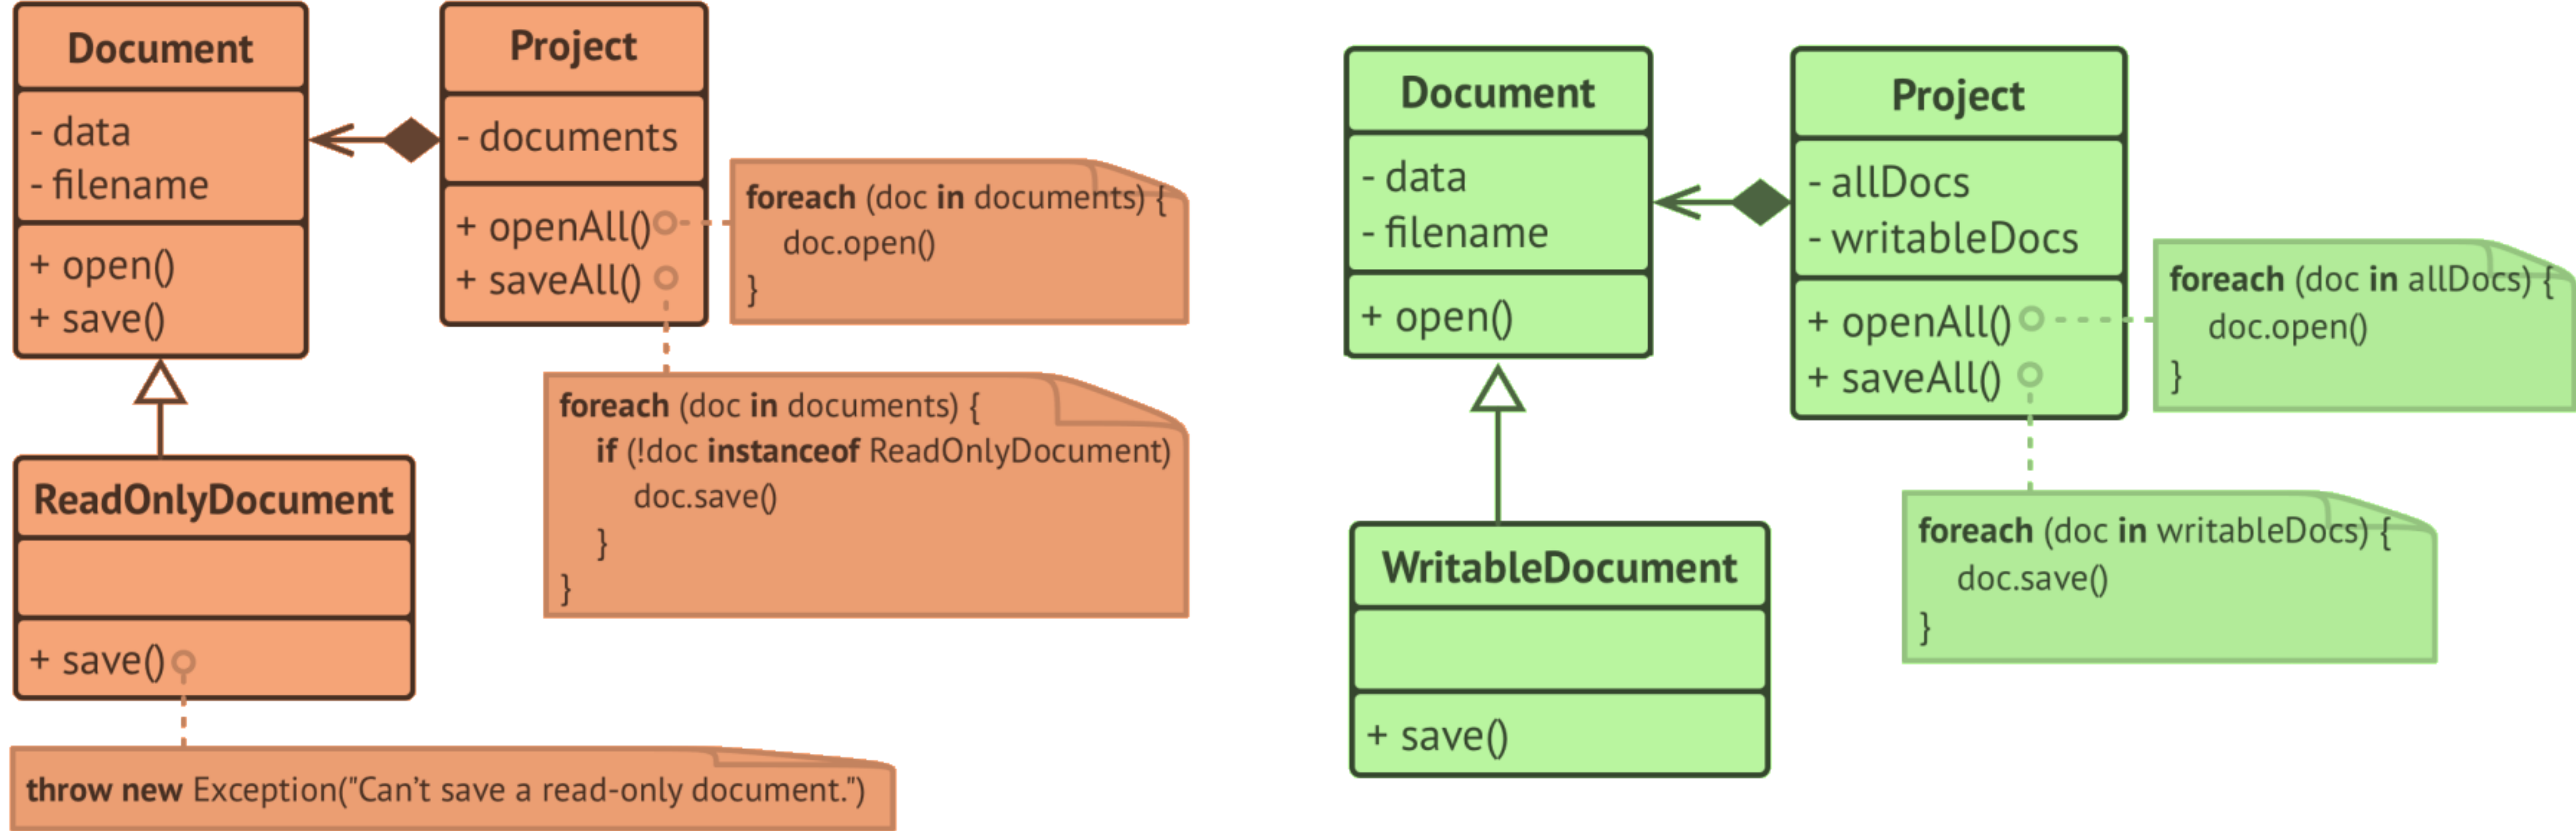 Document
- data
- filename
+ open()
+ save()
Project
- documents
+ openAll()
+ saveAll()
foreach (doc in documents) {
doc.open()
}
foreach (doc in documents) {
if (!doc instanceof ReadOnlyDocument)
doc.save()
}
}
ReadOnlyDocument
+ save()
throw new Exception("Can't save a read-only document.")
Document
- data
- filename
+ open()
Project
- allDocs
- writableDocs
+ openAll()
+ saveAll()
foreach (doc in allDocs) {
doc.open()
}
foreach (doc in writableDocs) {
doc.save()
}
WritableDocument
+ save()